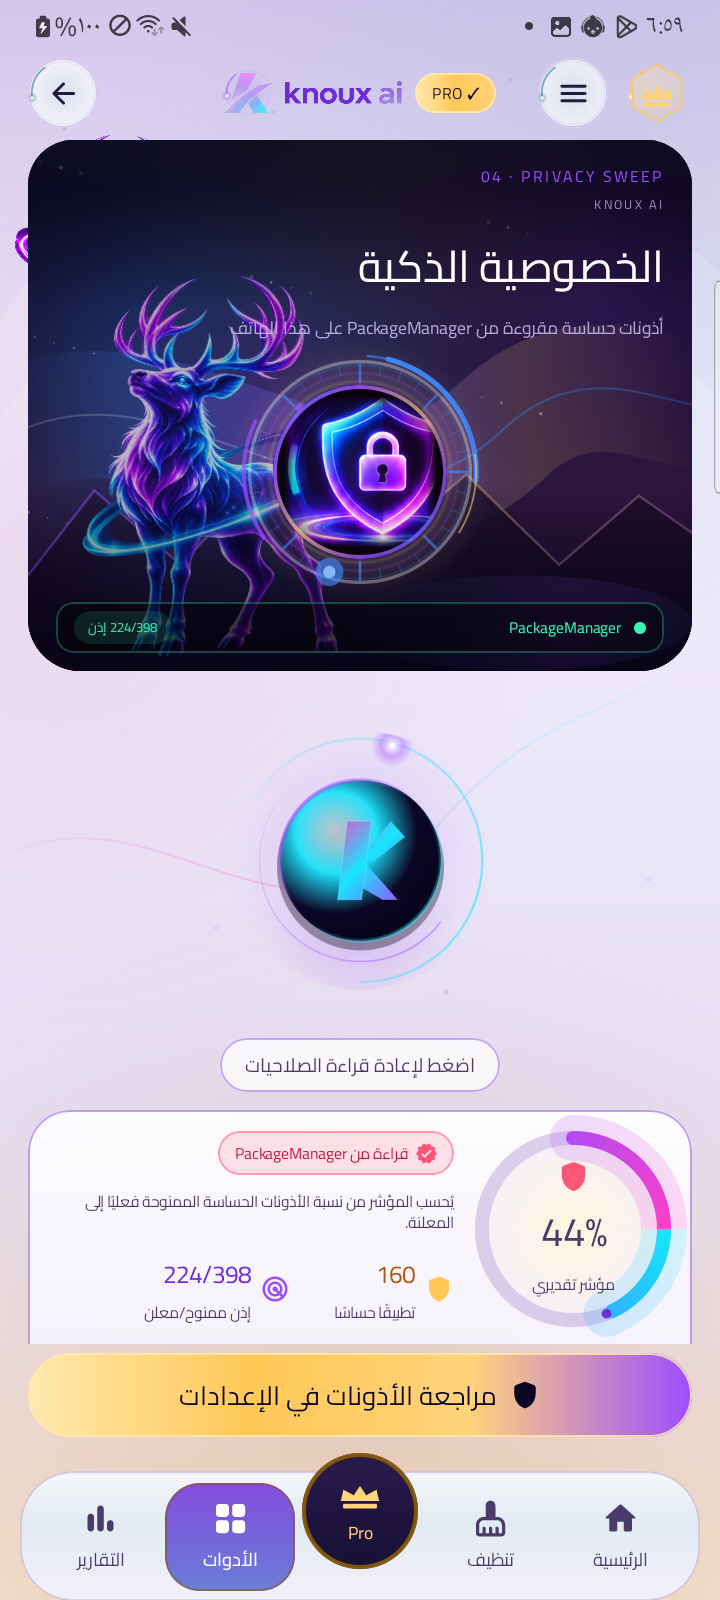 ٦:٥٩
%١٠٠
knoux ai
PRO ✓
04 · PRIVACY SWEEP
KNOUX AI
الخصوصية الذكية
أذونات حساسة مقروءة من PackageManager على هذا الهاتف
PackageManager
224/398 إذن
اضغط لإعادة قراءة الصلاحيات
قراءة من PackageManager
يُحسب المؤشر من نسبة الأذونات الحساسة الممنوحة فعليًا إلى
المعلنة.
44%
مؤشر تقديري
160
تطبيقًا حساسًا
224/398
إذن ممنوح/معلن
مراجعة الأذونات في الإعدادات
الرئيسية
تنظيف
Pro
الأدوات
التقارير